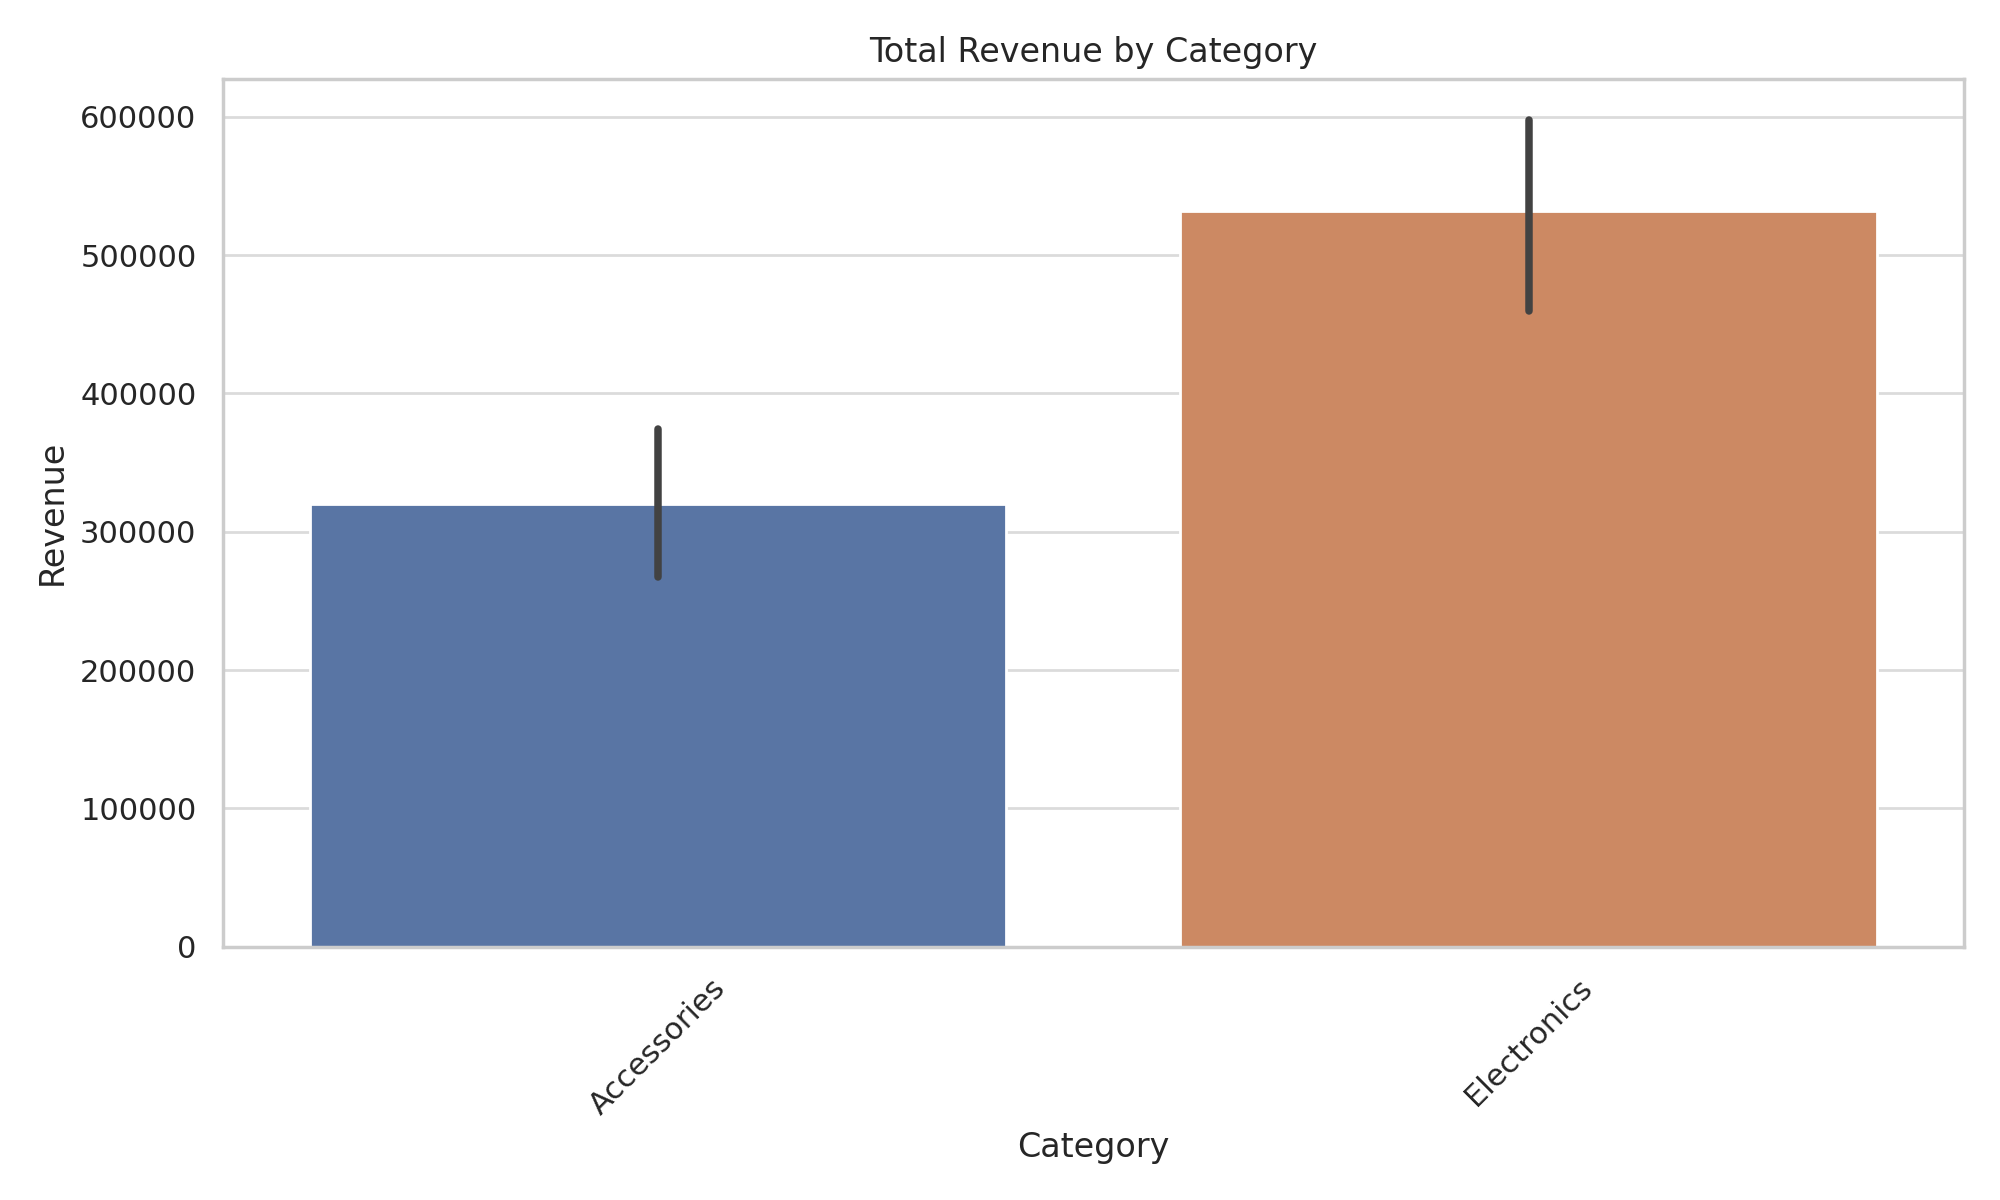 Total Revenue by Category
600000
500000
400000
300000
200000
100000
0
Revenue
Accessories
Electronics
Category